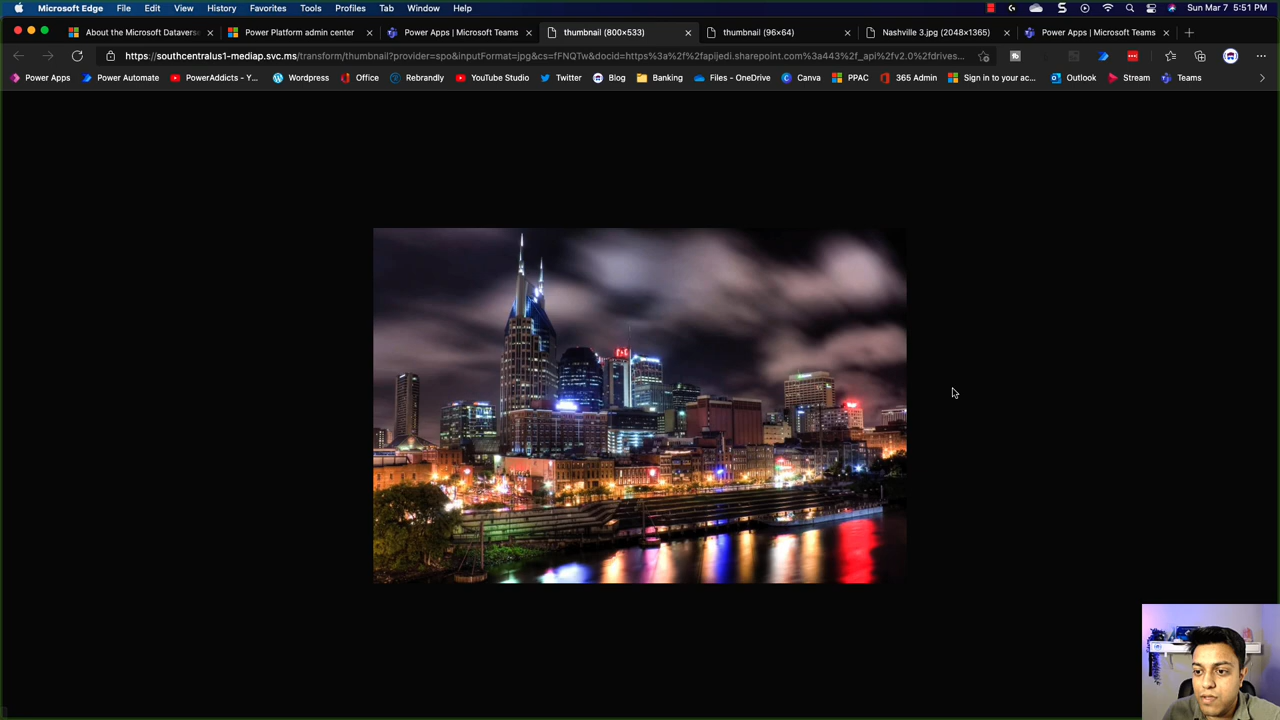 Microsoft Edge File Edit View History Favorites Tools Profiles Tab Window Help Sun Mar 7 5:51 PM
About the Microsoft Datavers Power Platform admin center Power Apps | Microsoft Teams thumbnail (800×533) thumbnail (96×64) Nashville 3.jpg (2048×1365) Power Apps | Microsoft Teams
https://southcentralus1-mediap.svc.ms/transform/thumbnail?provider=spo&inputFormat=jpg&cs=fFNQTw&docid=https%3a%2f%2fapijedi.sharepoint.com%3a443%2f_api%2fv2.0%2fdrives...
Power Apps Power Automate PowerAddicts - Y... Wordpress Office Rebrandly YouTube Studio Twitter Blog Banking Files - OneDrive Canva PPAC 365 Admin Sign in to your ac... Outlook Stream Teams